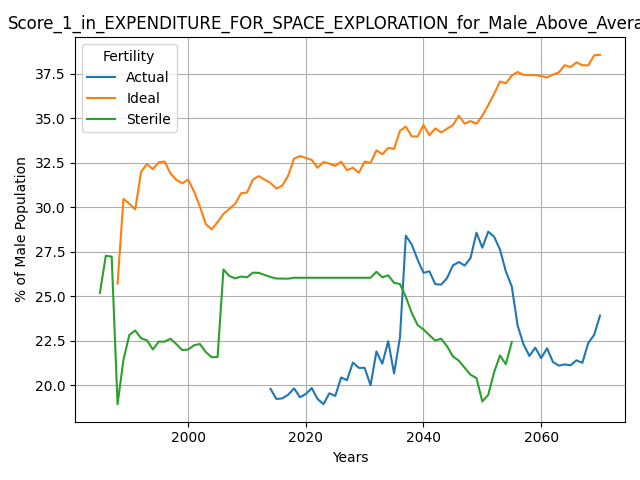 Score_1_in_EXPENDITURE_FOR_SPACE_EXPLORATION_for_Male_Above_Avera
Fertility
Actual
Ideal
Sterile
37.5
35.0
32.5
30.0
27.5
25.0
22.5
20.0
% of Male Population
2000 2020 2040 2060
Years